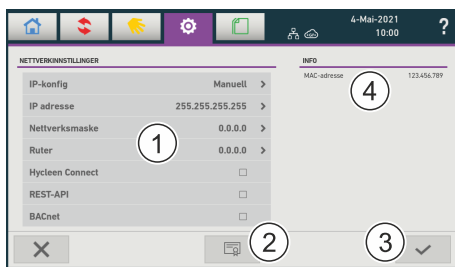 4-Mai-2021
10:00
?
NETTVERKINNSTILLINGER
IP-konfig Manuell >
IP adresse 255.255.255.255 >
Nettverksmaske 0.0.0.0 >
Ruter 0.0.0.0 >
Hycleen Connect
REST-API
BACnet
1
INFO
MAC-adresse 123.456.789
4
2
3